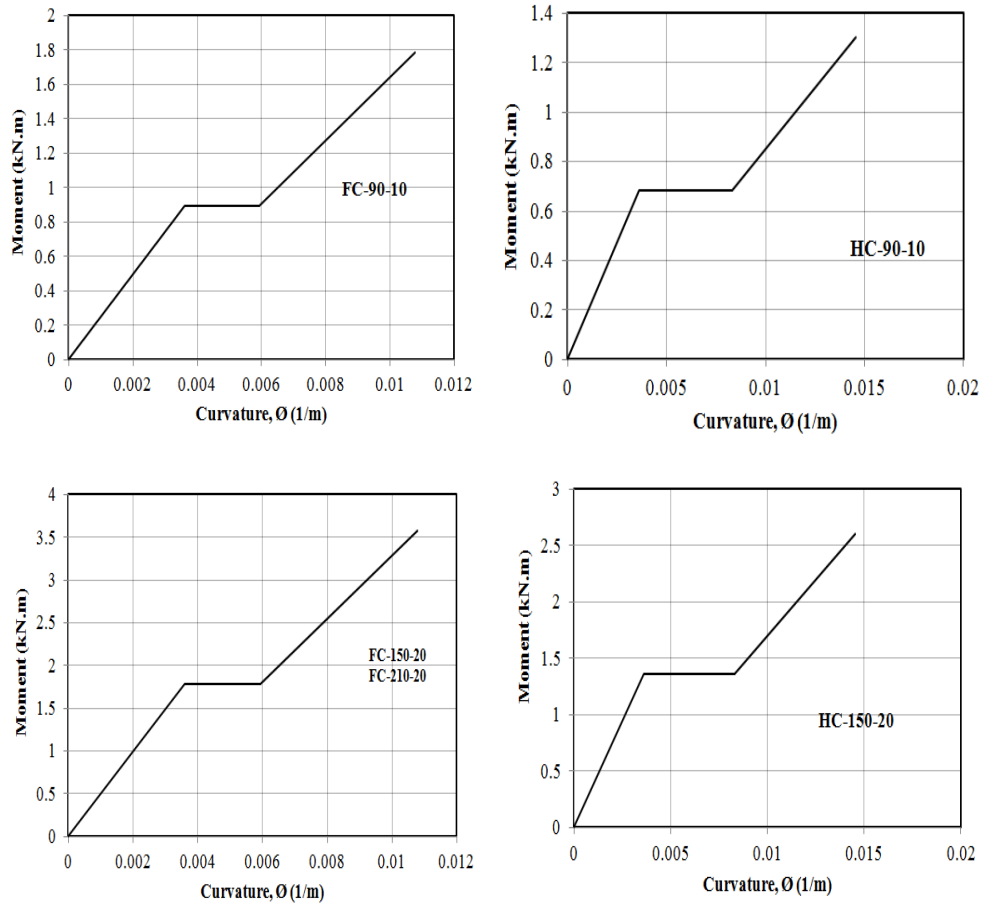 Moment (kN.m)
2
1.8
1.6
1.4
1.2
1
0.8
0.6
0.4
0.2
0
FC-90-10
0 0.002 0.004 0.006 0.008 0.01 0.012
Curvature, Ø (1/m)
Moment (kN.m)
1.4
1.2
1
0.8
0.6
0.4
0.2
0
HC-90-10
0 0.005 0.01 0.015 0.02
Curvature, Ø (1/m)
Moment (kN.m)
4
3.5
3
2.5
2
1.5
1
0.5
0
FC-150-20
FC-210-20
0 0.002 0.004 0.006 0.008 0.01 0.012
Curvature, Ø (1/m)
Moment (kN.m)
3
2.5
2
1.5
1
0.5
0
HC-150-20
0 0.005 0.01 0.015 0.02
Curvature, Ø (1/m)